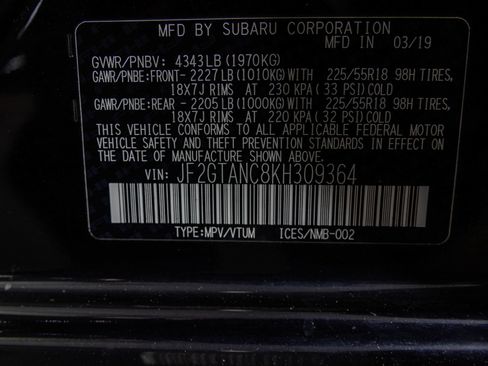 MFD BY SUBARU CORPORATION
MFD IN 03/19
GVWR/PNBV: 4343LB(1970KG)
GAWR/PNBE:FRONT- 2227LB(1010KG)WITH 225/55R18 98H TIRES,
18X7J RIMS AT 230 KPA(33 PSI)COLD
GAWR/PNBE:REAR - 2205LB(1000KG)WITH 225/55R18 98H TIRES,
18X7J RIMS AT 220 KPA(32 PSI)COLD
THIS VEHICLE CONFORMS TO ALL APPLICABLE FEDERAL MOTOR
VEHICLE SAFETY AND THEFT PREVENTION STANDARDS IN EFFECT ON
THE DATE OF MANUFACTURE SHOWN ABOVE.
VIN: JF2GTANC8KH309364
TYPE:MPV/VTUM ICES/NMB-002